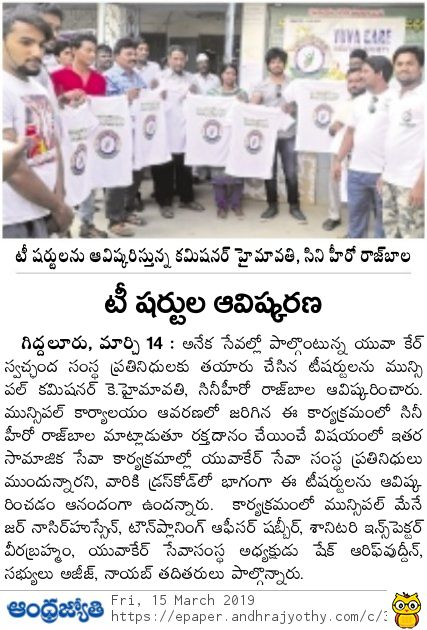 YUVA CARE
టీ షర్టులను ఆవిష్కరిస్తున్న కమిషనర్ హైమావతి, సిని హీరో రాజ్‌బాల
టీ షర్టుల ఆవిష్కరణ
గిద్దలూరు, మార్చి 14 : అనేక సేవల్లో పాల్గొంటున్న యువా కేర్
స్వచ్ఛంద సంస్థ ప్రతినిధులకు తయారు చేసిన టీషర్టులను మున్సి
పల్ కమిషనర్ కె.హైమావతి, సినీహీరో రాజ్‌బాల ఆవిష్కరించారు.
మున్సిపల్ కార్యాలయం ఆవరణలో జరిగిన ఈ కార్యక్రమంలో సినీ
హీరో రాజ్‌బాల మాట్లాడుతూ రక్తదానం చేయించే విషయంలో ఇతర
సామాజిక సేవా కార్యక్రమాల్లో యువాకేర్ సేవా సంస్థ ప్రతినిధులు
ముందున్నారని, వారికి డ్రస్‌కోడ్‌లో భాగంగా ఈ టీషర్టులను ఆవిష్క
రించడం ఆనందంగా ఉందన్నారు. కార్యక్రమంలో మున్సిపల్ మేనే
జర్ నాసిర్‌హుస్సేన్, టౌన్‌ప్లానింగ్ ఆఫీసర్ షబ్బీర్, శానిటరి ఇన్‌స్పెక్టర్
వీరబ్రహ్మం, యువాకేర్ సేవాసంస్థ అధ్యక్షుడు షేక్ ఆరిఫ్‌వుద్దీన్,
సభ్యులు అజీజ్, నాయబ్ తదితరులు పాల్గొన్నారు.
ఆంధ్రజ్యోతి Fri, 15 March 2019
https://epaper.andhrajyothy.com/c/3